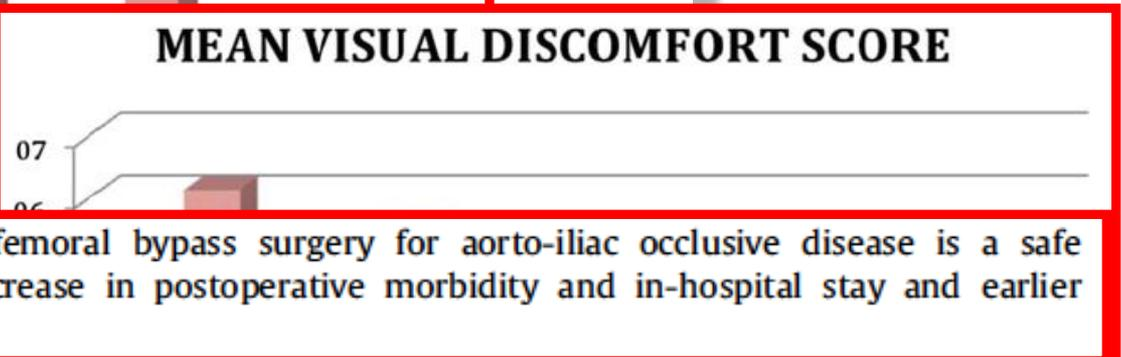 MEAN VISUAL DISCOMFORT SCORE
07
06
femoral bypass surgery for aorto-iliac occlusive disease is a safe
crease in postoperative morbidity and in-hospital stay and earlier